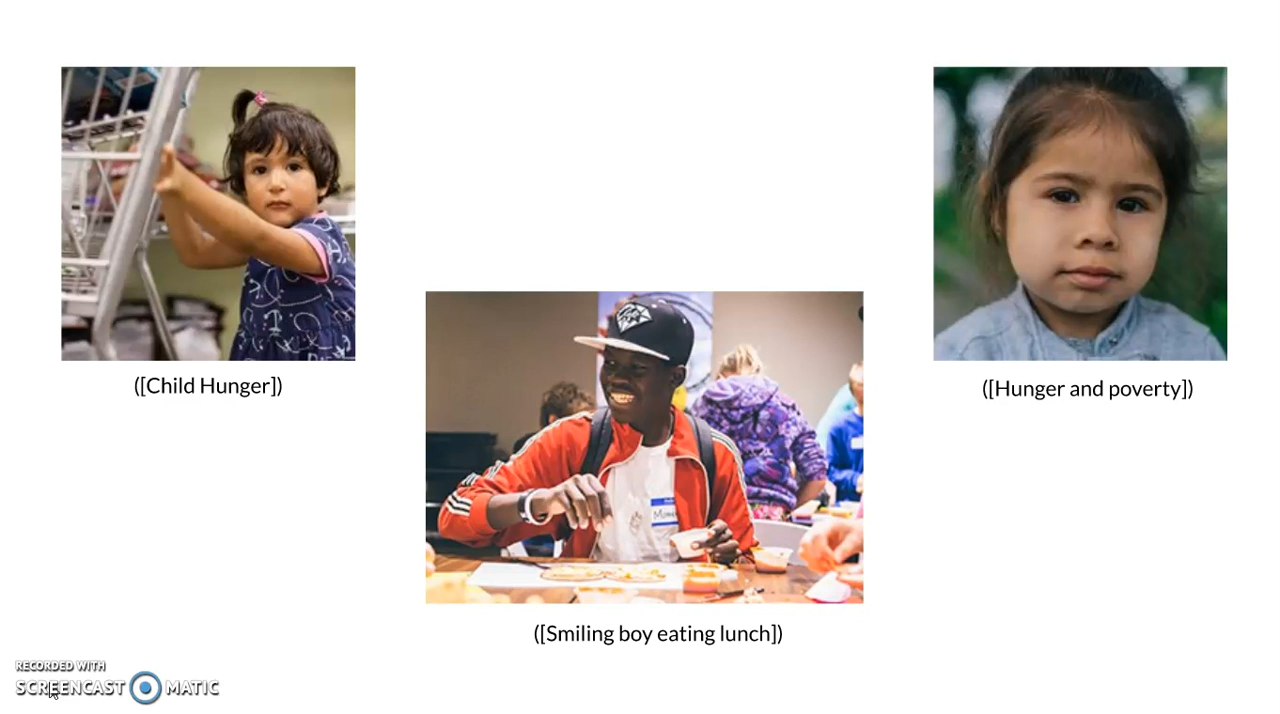 ([Child Hunger])
([Hunger and poverty])
([Smiling boy eating lunch])
RECORDED WITH
SCREENCAST MATIC